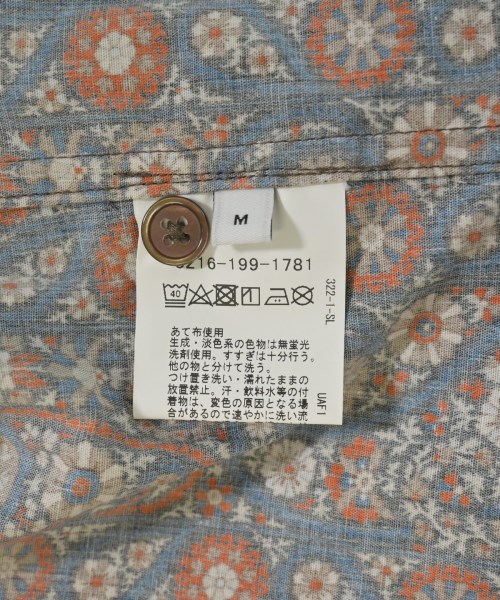 M
3216-199-1781
40
322-1-SL
あて布使用
生成・淡色系の色物は無蛍光
洗剤使用。すすぎは十分行う。
他の物と分けて洗う。
つけ置き洗い・濡れたままの
放置禁止。汗・飲料水等の付
着物は、変色の原因となる場
合があるので速やかに洗い流
UAF1